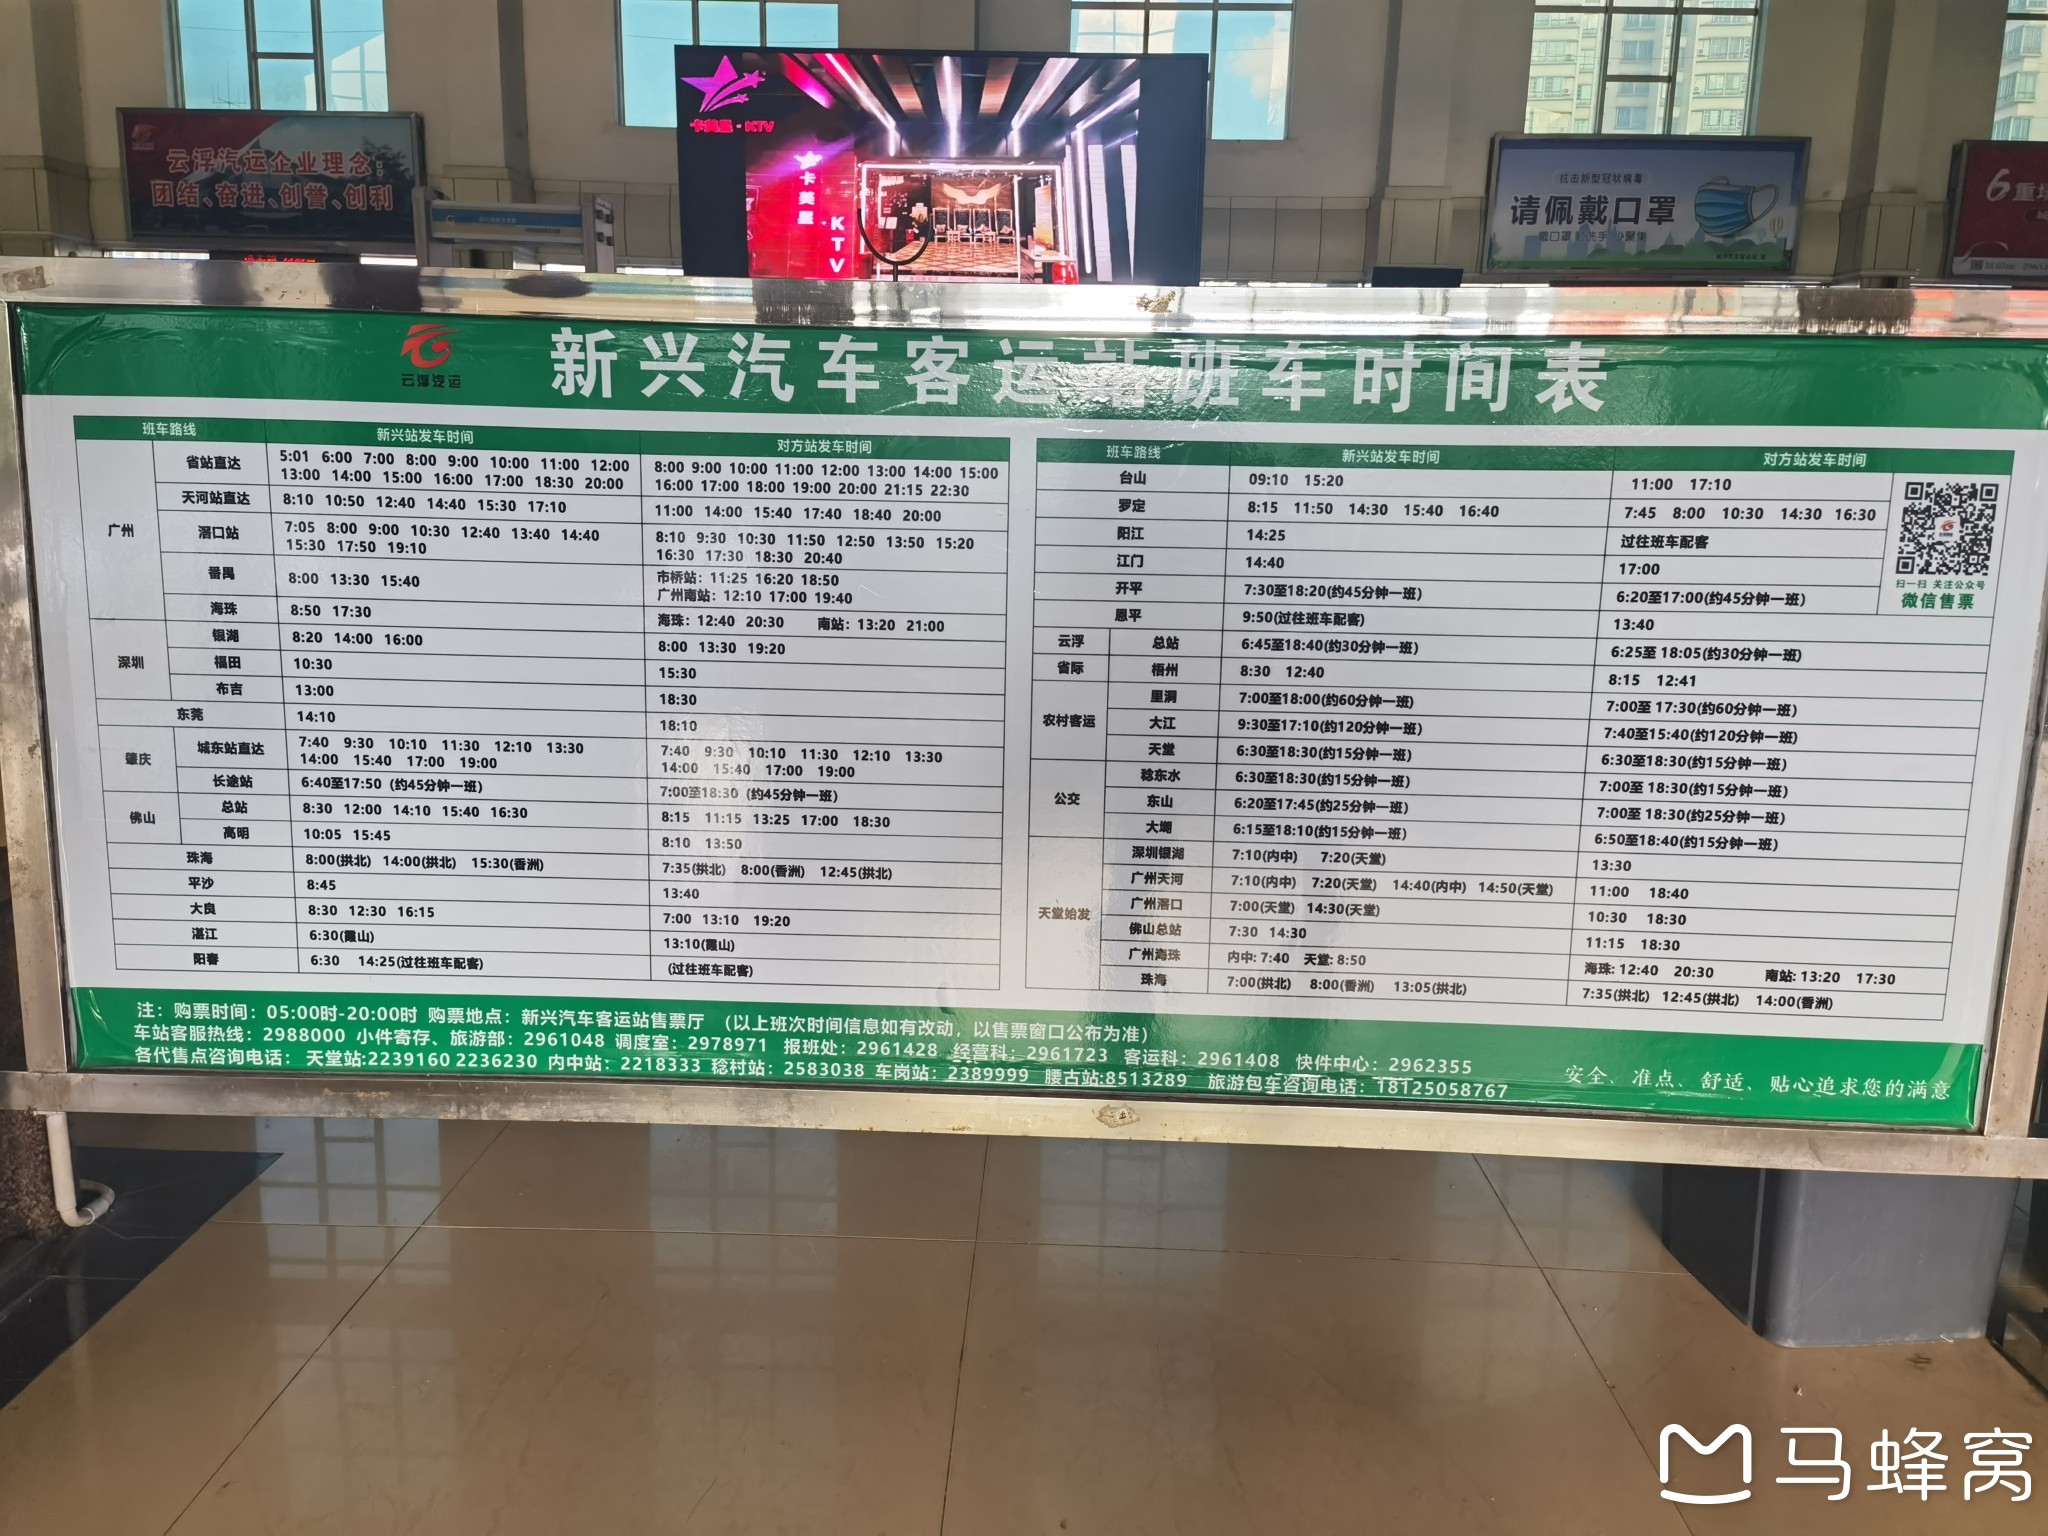 云浮汽运企业理念：
团结、奋进、创誉、创利
卡美星·KTV
卡美星·KTV
抗击新型冠状病毒
请佩戴口罩
戴口罩 勤洗手 少聚集
6重
云浮汽运
新兴汽车客运站班车时间表
班车路线 新兴站发车时间 对方站发车时间
广州
省站直达 5:01 6:00 7:00 8:00 9:00 10:00 11:00 12:00 13:00 14:00 15:00 16:00 17:00 18:30 20:00 8:00 9:00 10:00 11:00 12:00 13:00 14:00 15:00 16:00 17:00 18:00 19:00 20:00 21:15 22:30
天河站直达 8:10 10:50 12:40 14:40 15:30 17:10 11:00 14:00 15:40 17:40 18:40 20:00
滘口站 7:05 8:00 9:00 10:30 12:40 13:40 14:40 15:30 17:50 19:10 8:10 9:30 10:30 11:50 12:50 13:50 15:20 16:30 17:30 18:30 20:40
番禺 8:00 13:30 15:40 市桥站：11:25 16:20 18:50 广州南站：12:10 17:00 19:40
海珠 8:50 17:30 海珠：12:40 20:30 南站：13:20 21:00
深圳
银湖 8:20 14:00 16:00 8:00 13:30 19:20
福田 10:30 15:30
布吉 13:00 18:30
东莞 14:10 18:10
肇庆
城东站直达 7:40 9:30 10:10 11:30 12:10 13:30 14:00 15:40 17:00 19:00 7:40 9:30 10:10 11:30 12:10 13:30 14:00 15:40 17:00 19:00
长途站 6:40至17:50（约45分钟一班） 7:00至18:30（约45分钟一班）
佛山
总站 8:30 12:00 14:10 15:40 16:30 8:15 11:15 13:25 17:00 18:30
高明 10:05 15:45 8:10 13:50
珠海 8:00(拱北) 14:00(拱北) 15:30(香洲) 7:35(拱北) 8:00(香洲) 12:45(拱北)
平沙 8:45 13:40
大良 8:30 12:30 16:15 7:00 13:10 19:20
湛江 6:30(霞山) 13:10(霞山)
阳春 6:30 14:25(过往班车配客) (过往班车配客)
班车路线 新兴站发车时间 对方站发车时间
台山 09:10 15:20 11:00 17:10
罗定 8:15 11:50 14:30 15:40 16:40 7:45 8:00 10:30 14:30 16:30
阳江 14:25 过往班车配客
江门 14:40 17:00
开平 7:30至18:20(约45分钟一班) 6:20至17:00(约45分钟一班)
恩平 9:50(过往班车配客) 13:40
扫一扫 关注公众号
微信售票
云浮 总站 6:45至18:40(约30分钟一班) 6:25至 18:05(约30分钟一班)
省际 梧州 8:30 12:40 8:15 12:41
农村客运
里洞 7:00至18:00(约60分钟一班) 7:00至 17:30(约60分钟一班)
大江 9:30至17:10(约120分钟一班) 7:40至15:40(约120分钟一班)
天堂 6:30至18:30(约15分钟一班) 6:30至18:30(约15分钟一班)
公交
稔东水 6:30至18:30(约15分钟一班) 7:00至 18:30(约15分钟一班)
东山 6:20至17:45(约25分钟一班) 7:00至 18:30(约25分钟一班)
大塱 6:15至18:10(约15分钟一班) 6:50至18:40(约15分钟一班)
天堂始发
深圳银湖 7:10(内中) 7:20(天堂) 13:30
广州天河 7:10(内中) 7:20(天堂) 14:40(内中) 14:50(天堂) 11:00 18:40
广州滘口 7:00(天堂) 14:30(天堂) 10:30 18:30
佛山总站 7:30 14:30 11:15 18:30
广州海珠 内中: 7:40 天堂: 8:50 海珠: 12:40 20:30 南站: 13:20 17:30
珠海 7:00(拱北) 8:00(香洲) 13:05(拱北) 7:35(拱北) 12:45(拱北) 14:00(香洲)
注：购票时间：05:00时-20:00时 购票地点：新兴汽车客运站售票厅 （以上班次时间信息如有改动，以售票窗口公布为准）
车站客服热线：2988000 小件寄存、旅游部：2961048 调度室：2978971 报班处：2961428 经营科：2961723 客运科：2961408 快件中心：2962355
各代售点咨询电话： 天堂站:2239160 2236230 内中站：2218333 稔村站：2583038 车岗站：2389999 腰古站:8513289 旅游包车咨询电话：18125058767
安全、准点、舒适、贴心追求您的满意
马蜂窝